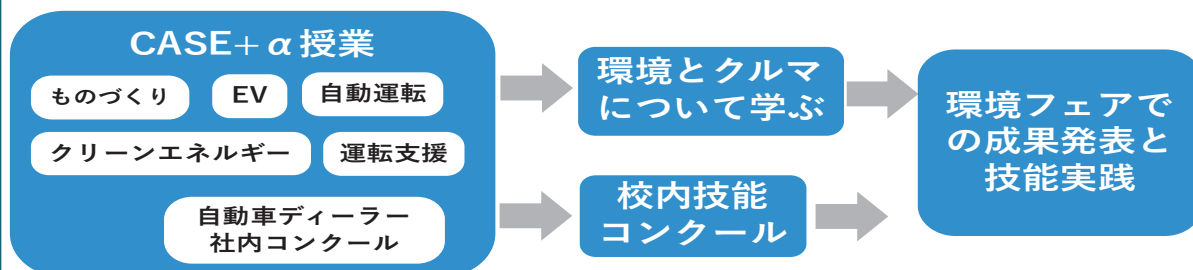 CASE+α授業
ものづくり
EV
自動運転
クリーンエネルギー
運転支援
自動車ディーラー
社内コンクール
環境とクルマ
について学ぶ
校内技能
コンクール
環境フェアで
の成果発表と
技能実践